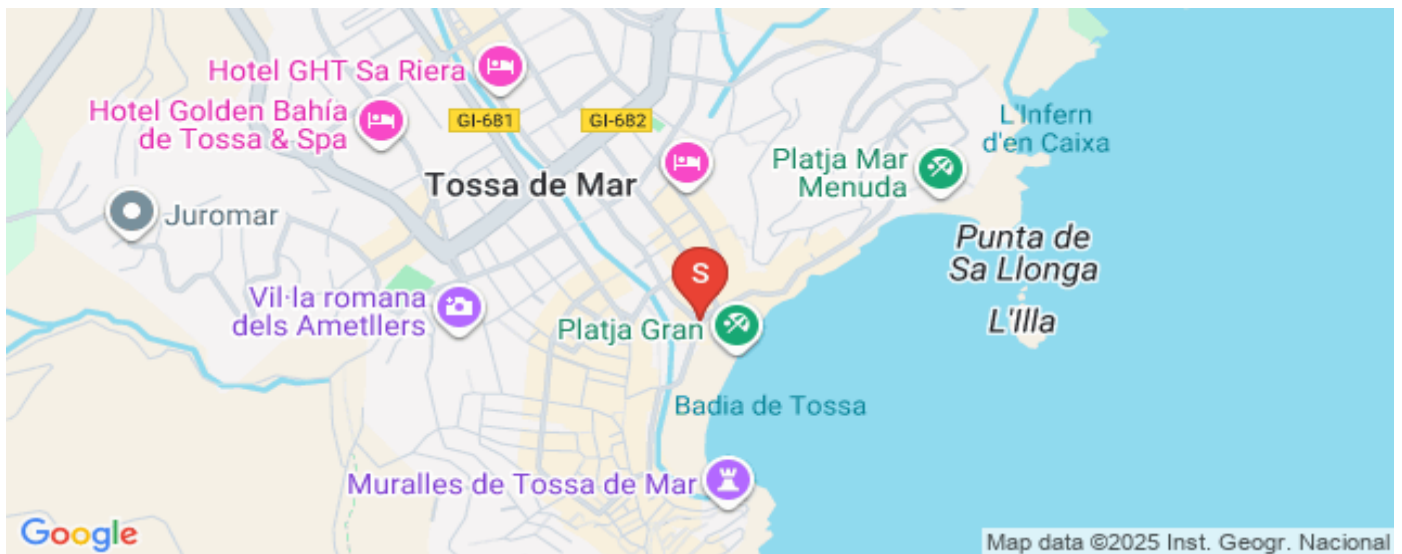 Hotel GHT Sa Riera
Hotel Golden Bahía
de Tossa & Spa
GI-681
GI-682
L'Infern
d'en Caixa
Platja Mar
Menuda
Tossa de Mar
Juromar
Punta de
Sa Llonga
S
Vil·la romana
dels Ametllers
L'Illa
Platja Gran
Badia de Tossa
Muralles de Tossa de Mar
Google
Map data ©2025 Inst. Geogr. Nacional